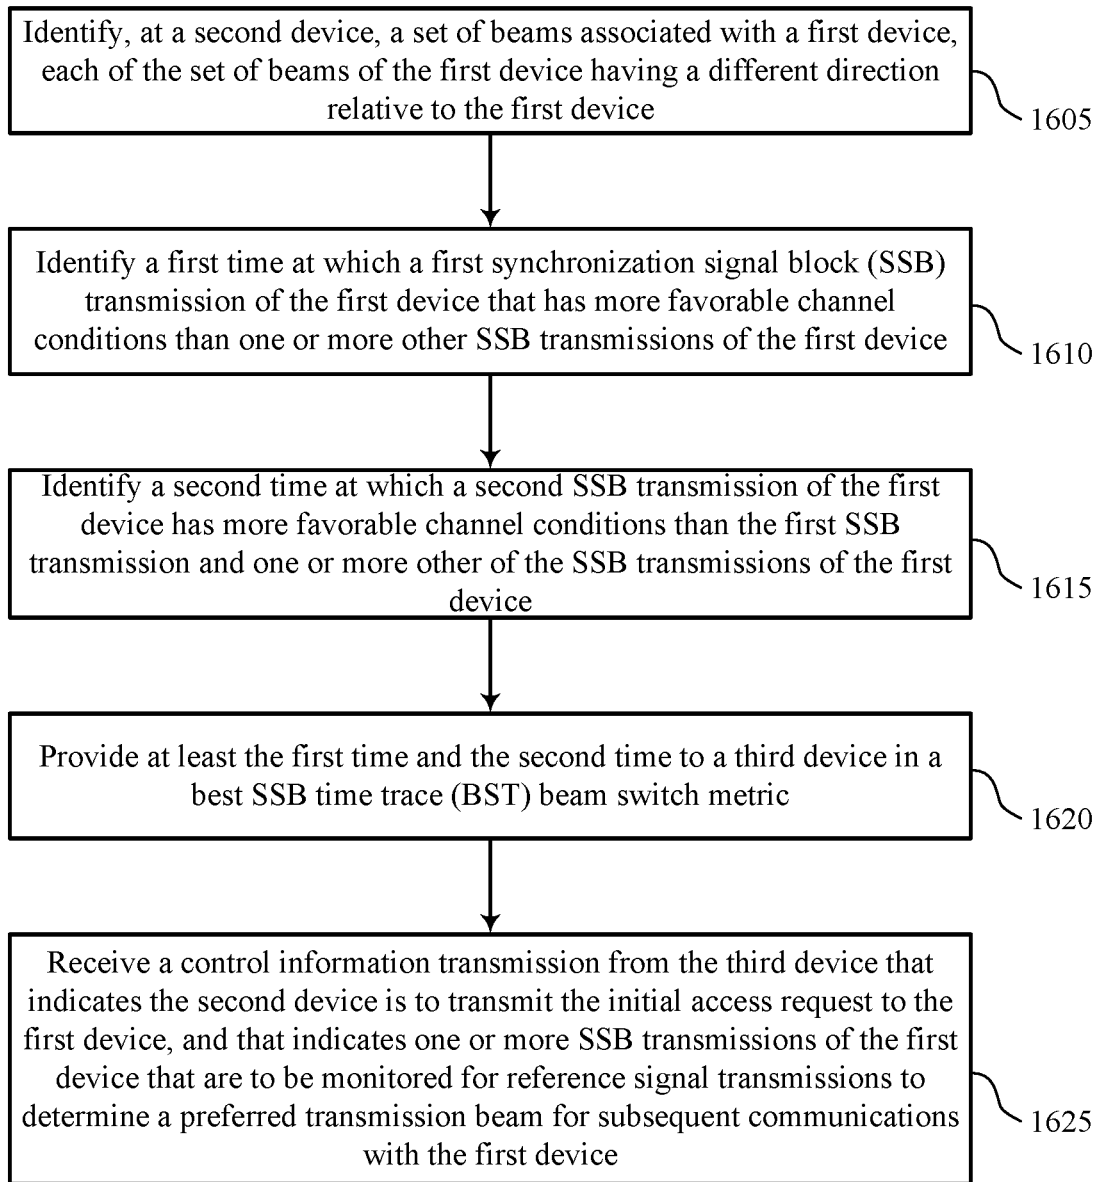 Identify, at a second device, a set of beams associated with a first device,
each of the set of beams of the first device having a different direction
relative to the first device
1605
Identify a first time at which a first synchronization signal block (SSB)
transmission of the first device that has more favorable channel
conditions than one or more other SSB transmissions of the first device
1610
Identify a second time at which a second SSB transmission of the first
device has more favorable channel conditions than the first SSB
transmission and one or more other of the SSB transmissions of the first
device
1615
Provide at least the first time and the second time to a third device in a
best SSB time trace (BST) beam switch metric
1620
Receive a control information transmission from the third device that
indicates the second device is to transmit the initial access request to the
first device, and that indicates one or more SSB transmissions of the first
device that are to be monitored for reference signal transmissions to
determine a preferred transmission beam for subsequent communications
with the first device
1625